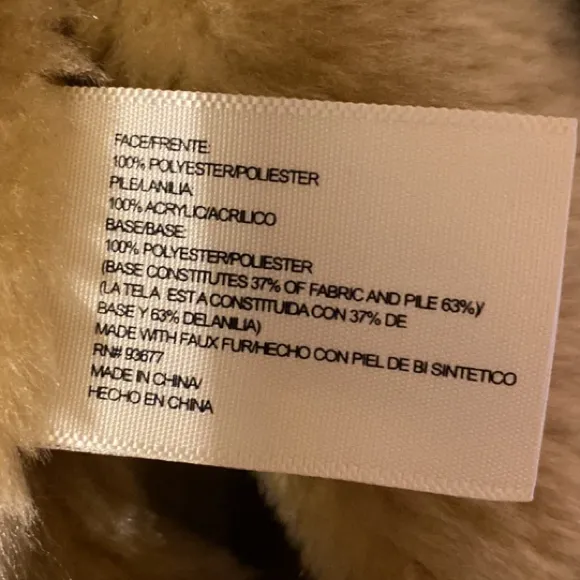 FACE/FRENTE:
100% POLYESTER/POLIESTER
PILE/LANILIA
100% ACRYLIC/ACRILICO
BASE/BASE:
100% POLYESTER/POLIESTER
(BASE CONSTITUTES 37% OF FABRIC AND PILE 63%)/
(LA TELA ESTA CONSTITUIDA CON 37% DE
BASE Y 63% DE LANILIA)
MADE WITH FAUX FUR/HECHO CON PIEL DE BI SINTETICO
RN# 93677
MADE IN CHINA/
HECHO EN CHINA